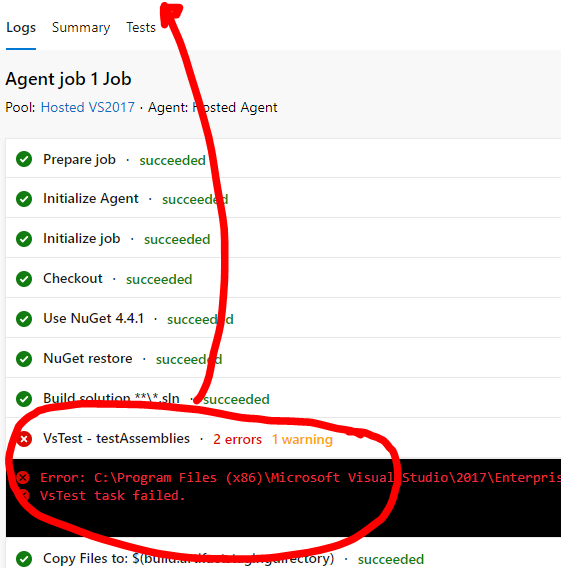 Logs Summary Tests
Agent job 1 Job
Pool: Hosted VS2017 · Agent: Hosted Agent
Prepare job · succeeded
Initialize Agent · succeeded
Initialize job · succeeded
Checkout · succeeded
Use NuGet 4.4.1 · succeeded
NuGet restore · succeeded
Build solution **\*.sln · succeeded
VsTest - testAssemblies · 2 errors 1 warning
Error: C:\Program Files (x86)\Microsoft Visual Studio\2017\Enterpris
VsTest task failed.
Copy Files to: $(build.artifactstagingdirectory) · succeeded